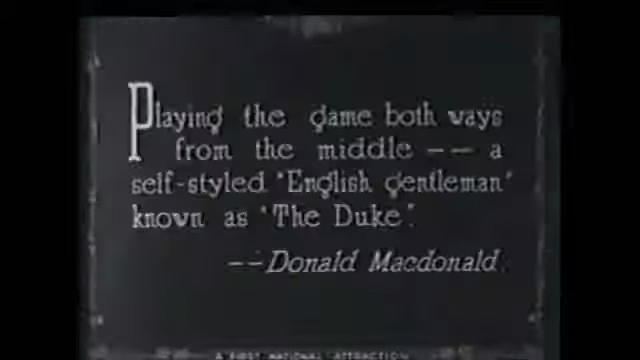 Playing the game both ways
from the middle -- a
self-styled 'English gentleman'
known as 'The Duke'.
--Donald Macdonald.
A FIRST NATIONAL ATTRACTION